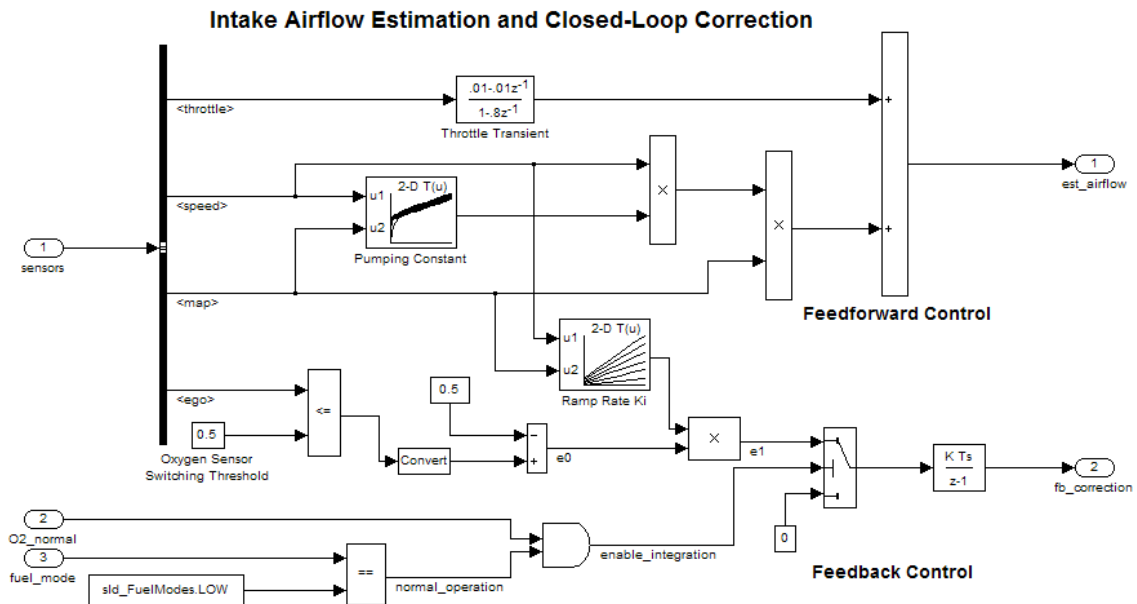 Intake Airflow Estimation and Closed-Loop Correction
<throttle>
.01-.01z-1
1-.8z-1
Throttle Transient
+
1
est_airflow
<speed>
u1
u2
2-D T(u)
Pumping Constant
×
×
+
1
sensors
<map>
Feedforward Control
u1
u2
2-D T(u)
Ramp Rate Ki
<ego>
0.5
Oxygen Sensor
Switching Threshold
<=
Convert
0.5
−
+
e0
×
e1
0
K Ts
z-1
2
fb_correction
2
O2_normal
3
fuel_mode
sld_FuelModes.LOW
==
normal_operation
enable_integration
Feedback Control